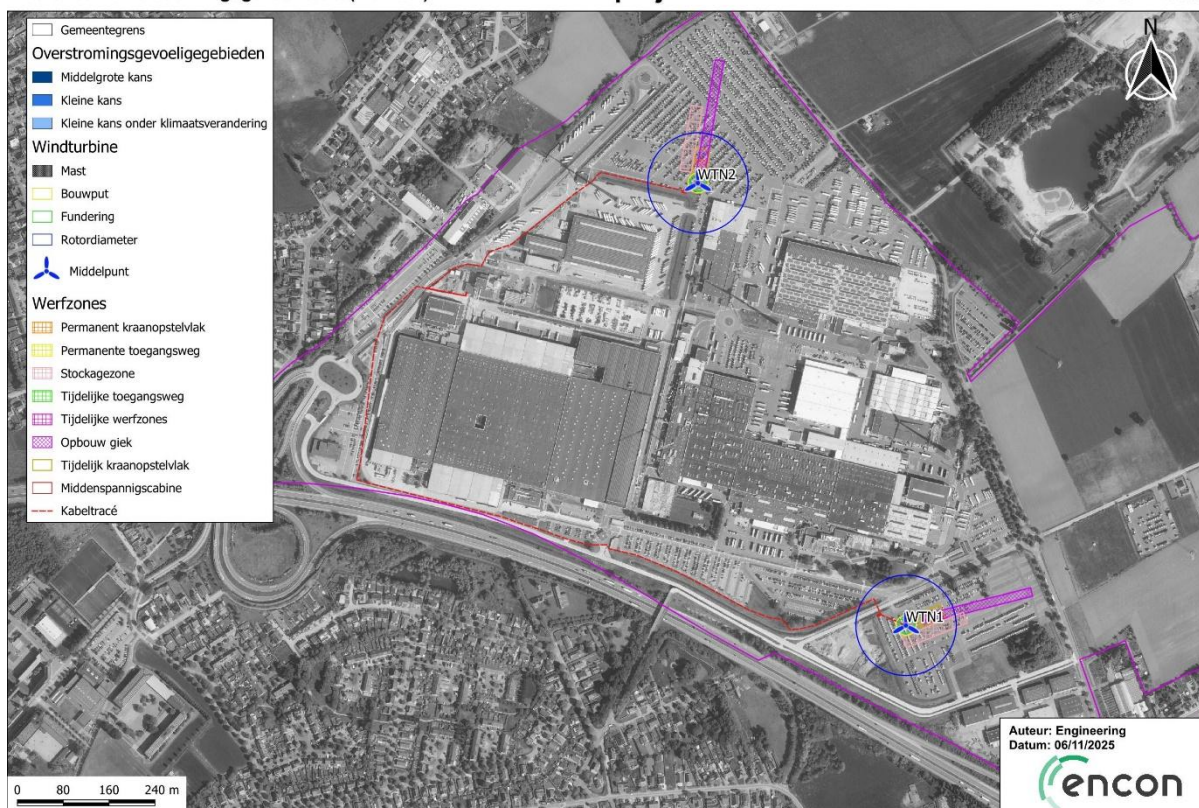 Gemeentegrens
Overstromingsgevoeligegebieden
Middelgrote kans
Kleine kans
Kleine kans onder klimaatsverandering
Windturbine
Mast
Bouwput
Fundering
Rotordiameter
Middelpunt
Werfzones
Permanent kraanopstelvlak
Permanente toegangsweg
Stockagezone
Tijdelijke toegangsweg
Tijdelijke werfzones
Opbouw giek
Tijdelijk kraanopstelvlak
Middenspannigscabine
Kabeltracé
N
WTN2
WTN1
0 80 160 240 m
Auteur: Engineering
Datum: 06/11/2025
encon